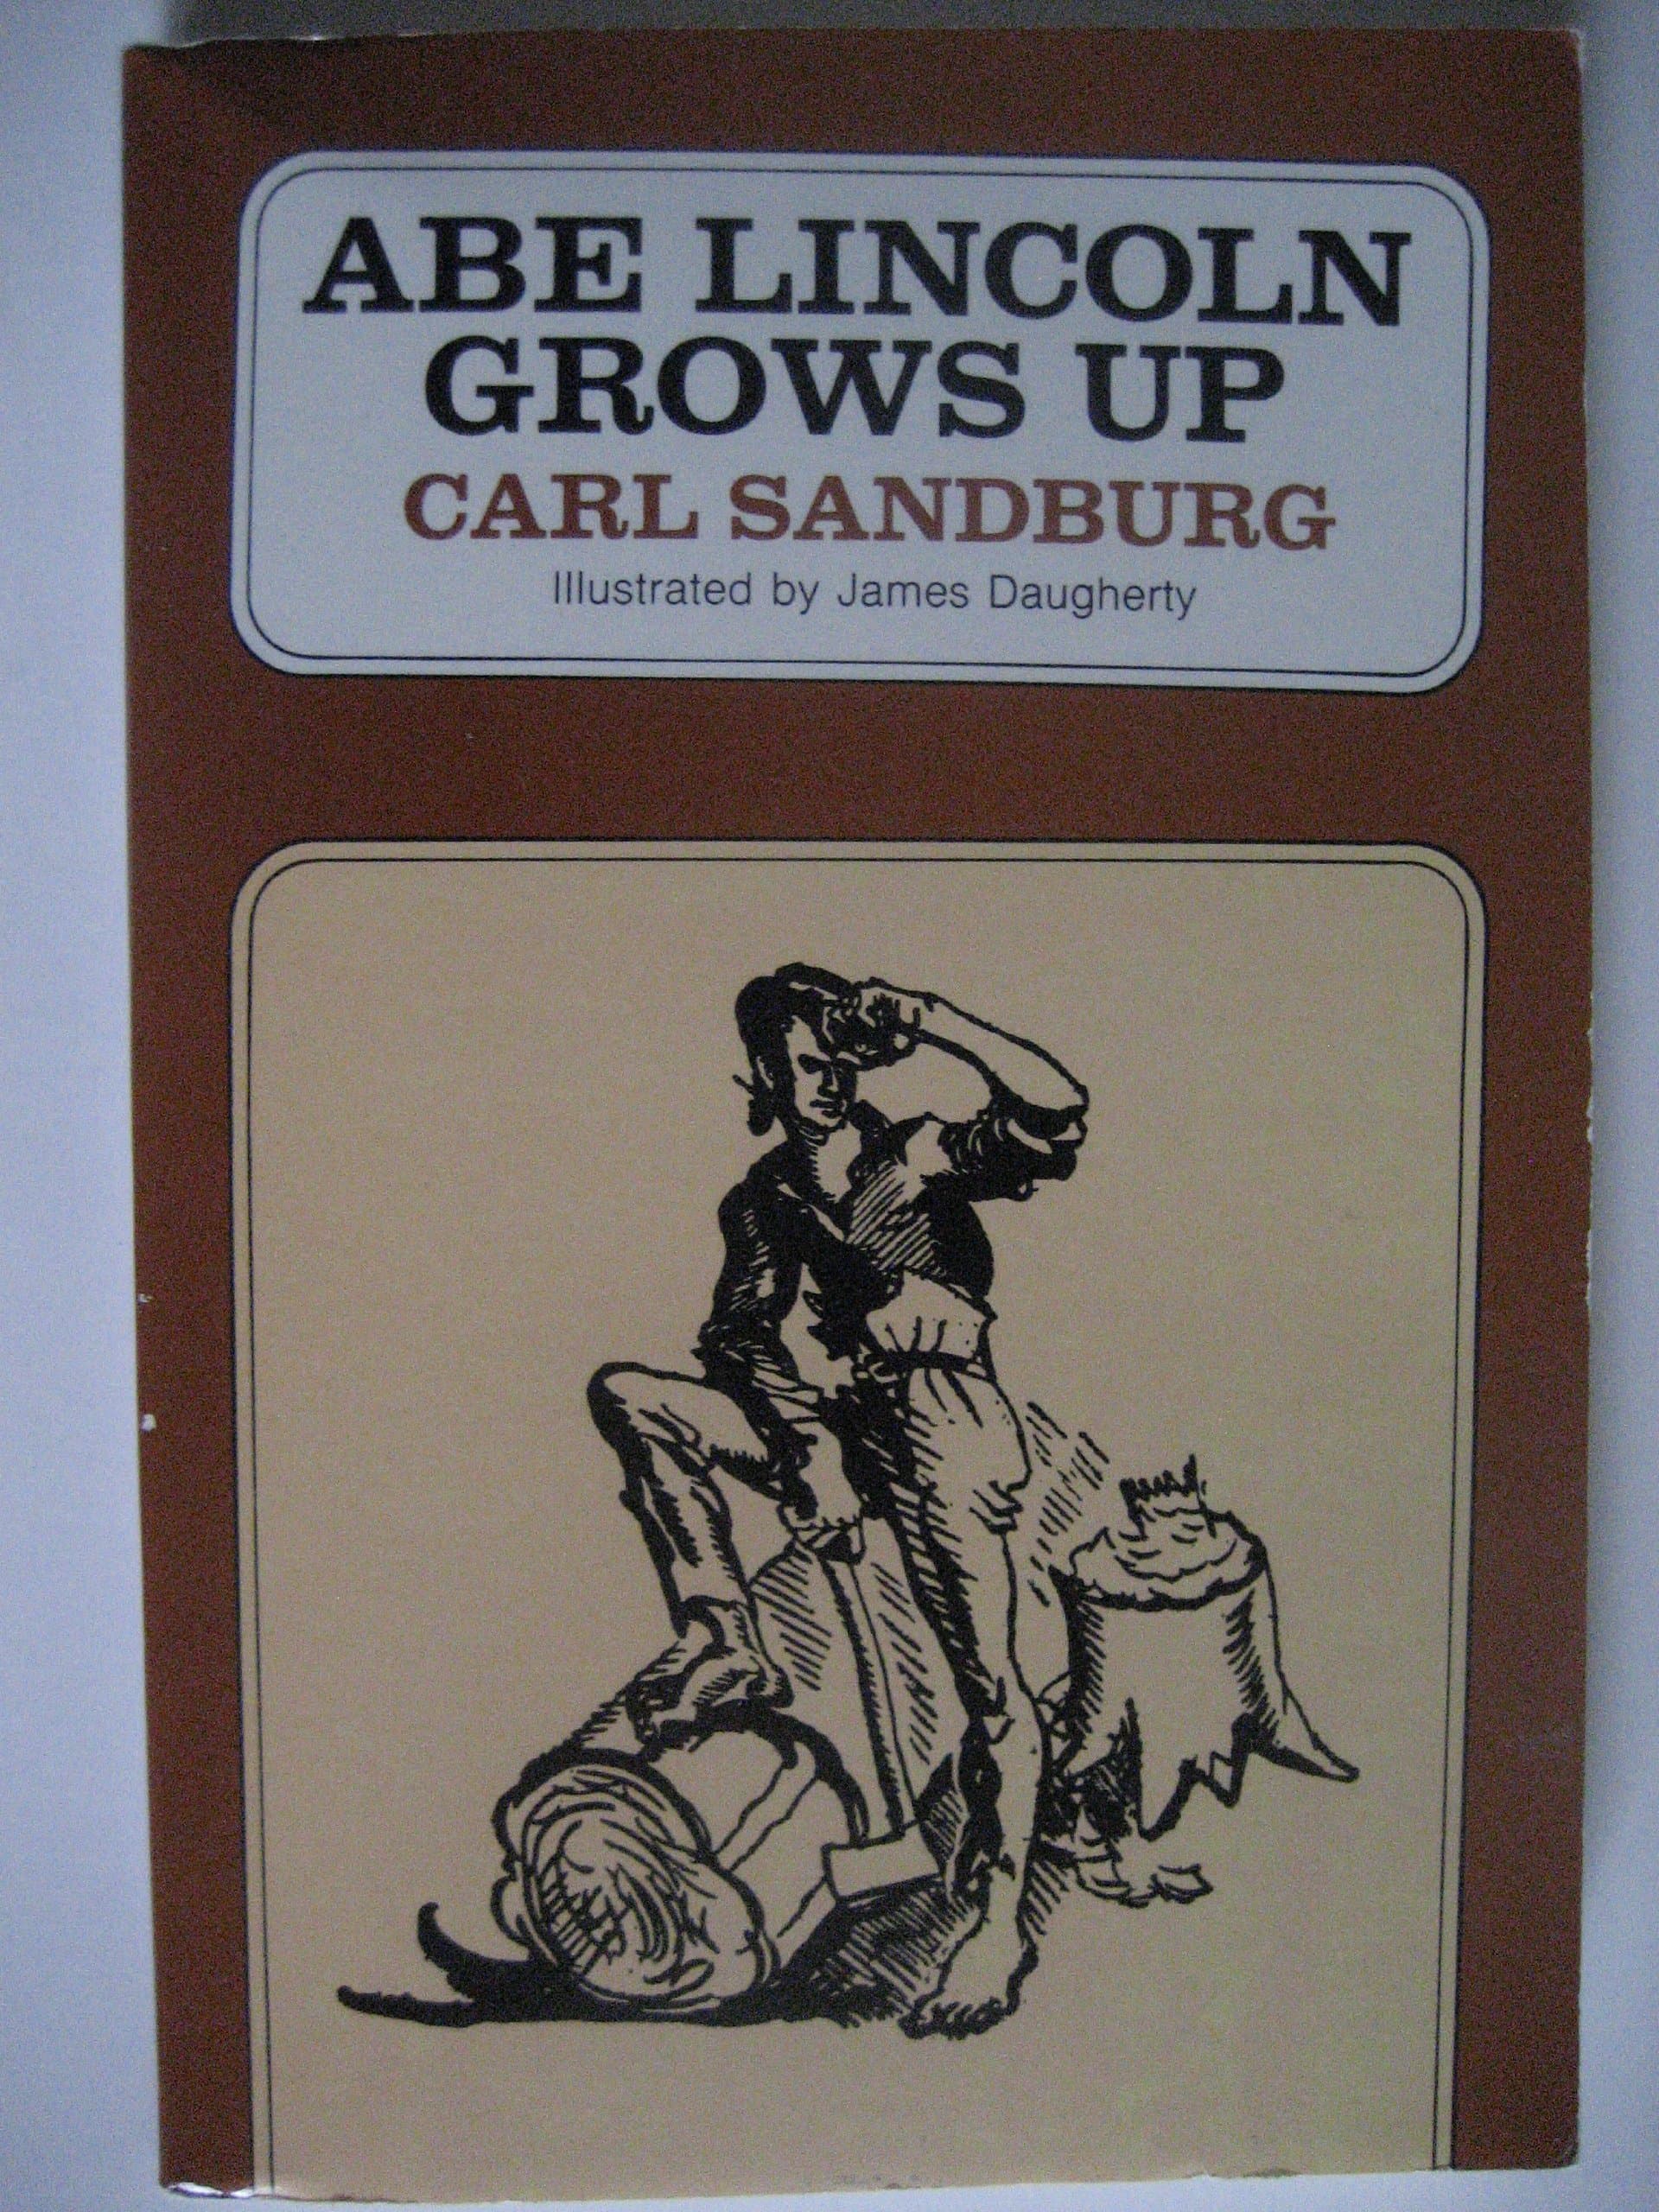 ABE LINCOLN
GROWS UP
CARL SANDBURG
Illustrated by James Daugherty